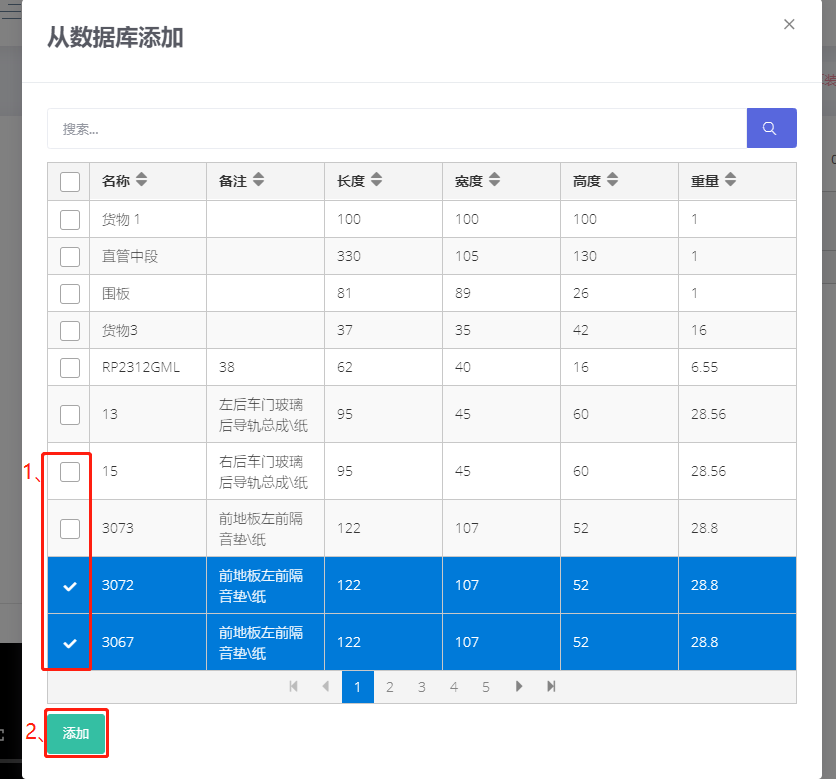 从数据库添加
×
搜索...
名称 备注 长度 宽度 高度 重量
货物 1 100 100 100 1
直管中段 330 105 130 1
围板 81 89 26 1
货物3 37 35 42 16
RP2312GML 38 62 40 16 6.55
13 左后车门玻璃 95 45 60 28.56
后导轨总成\纸
1、 15 右后车门玻璃 95 45 60 28.56
后导轨总成\纸
3073 前地板左前隔 122 107 52 28.8
音垫\纸
3072 前地板左前隔 122 107 52 28.8
音垫\纸
3067 前地板左前隔 122 107 52 28.8
音垫\纸
1 2 3 4 5
2、 添加